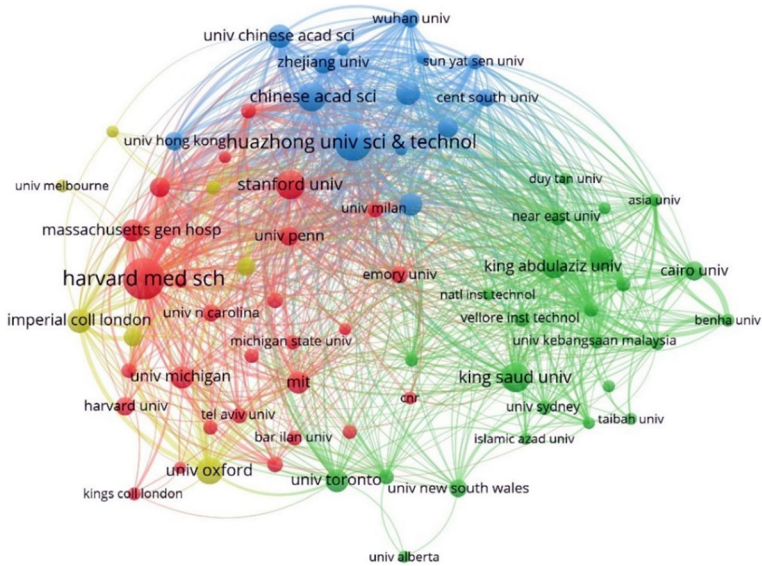 wuhan univ
univ chinese acad sci
zhejiang univ
sun yat sen univ
chinese acad sci
cent south univ
univ hong kong
huazhong univ sci & technol
univ melbourne
stanford univ
duy tan univ
asia univ
univ milan
near east univ
massachusetts gen hosp
univ penn
harvard med sch
emory univ
king abdulaziz univ
cairo univ
natl inst technol
imperial coll london
univ n carolina
vellore inst technol
benha univ
michigan state univ
univ kebangsaan malaysia
univ michigan
mit
king saud univ
harvard univ
cnr
tel aviv univ
univ sydney
taibah univ
bar ilan univ
islamic azad univ
univ oxford
univ toronto
univ new south wales
kings coll london
univ alberta